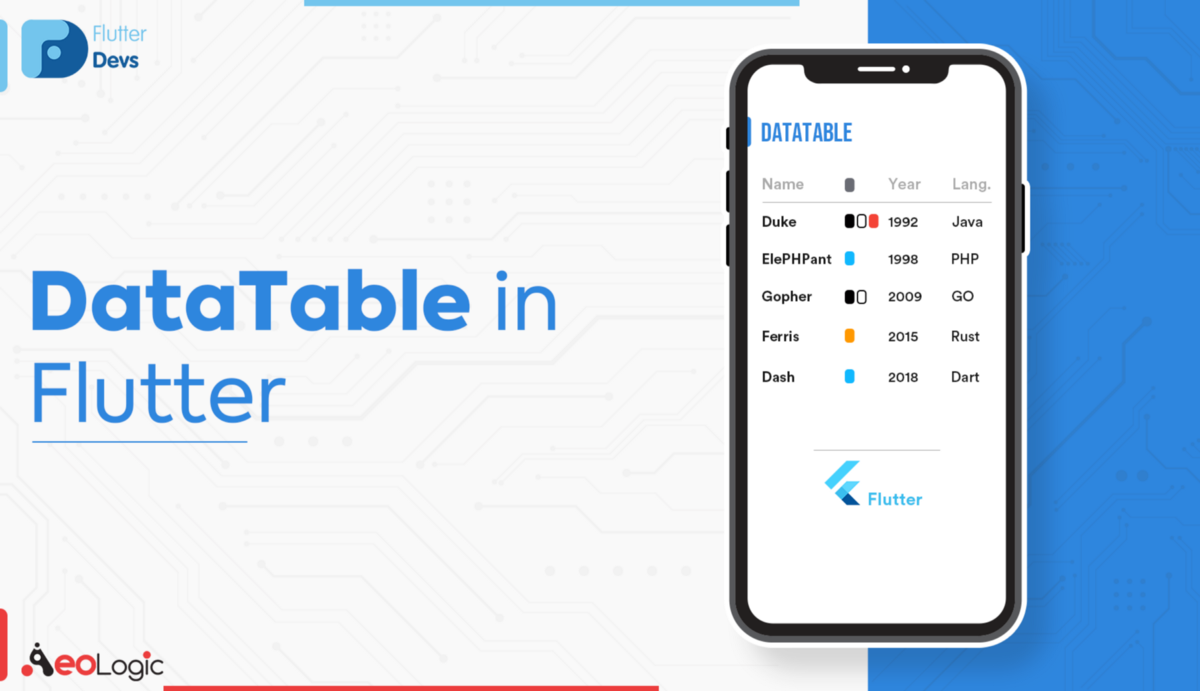 Flutter
Devs
DataTable in
Flutter
AeoLogic
DATATABLE
Name Year Lang.
Duke 1992 Java
ElePHPant 1998 PHP
Gopher 2009 GO
Ferris 2015 Rust
Dash 2018 Dart
Flutter